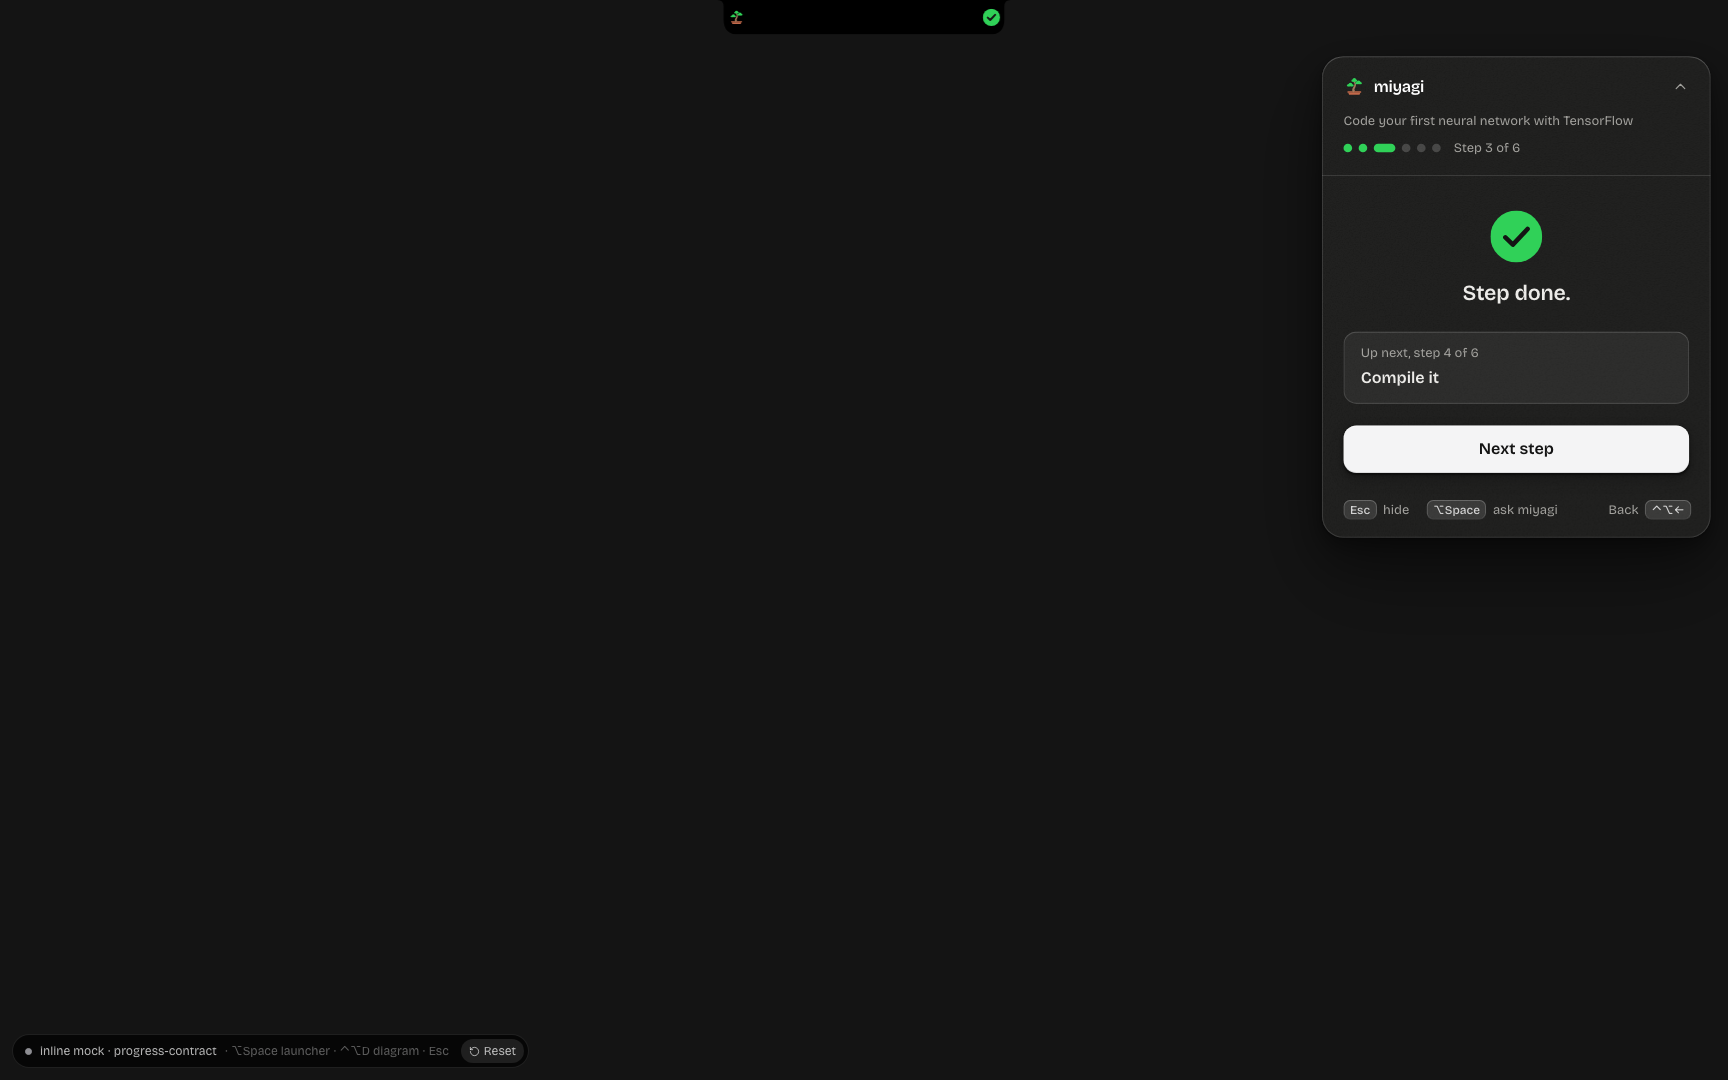 miyagi
Code your first neural network with TensorFlow
Step 3 of 6
Step done.
Up next, step 4 of 6
Compile it
Next step
Esc hide ⌥Space ask miyagi Back ^⌥←
inline mock · progress-contract · ⌥Space launcher · ^⌥D diagram · Esc Reset